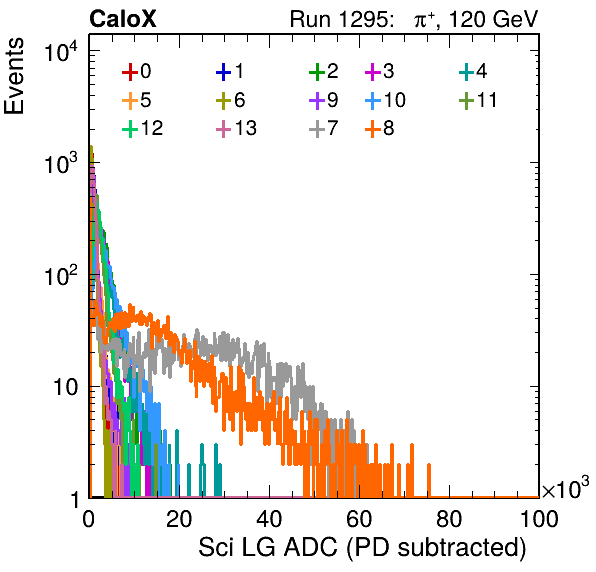 CaloX Run 1295: π⁺, 120 GeV
Events
10⁴
0 1 2 3 4
5 6 9 10 11
12 13 7 8
10³
10²
10
1
0 20 40 60 80 100
×10³
Sci LG ADC (PD subtracted)